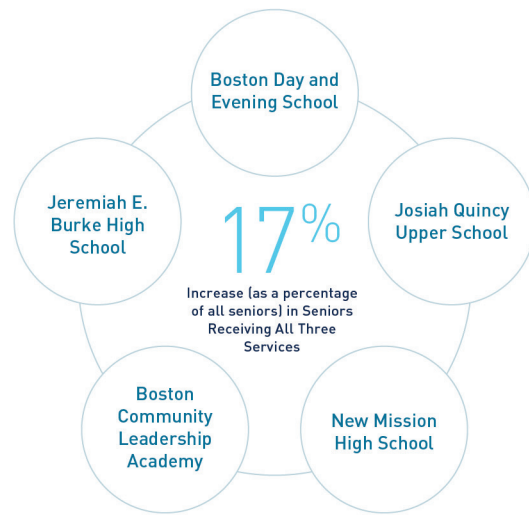 Boston Day and
Evening School
Jeremiah E.
Burke High
School
17%
Increase (as a percentage
of all seniors) in Seniors
Receiving All Three
Services
Josiah Quincy
Upper School
Boston
Community
Leadership
Academy
New Mission
High School